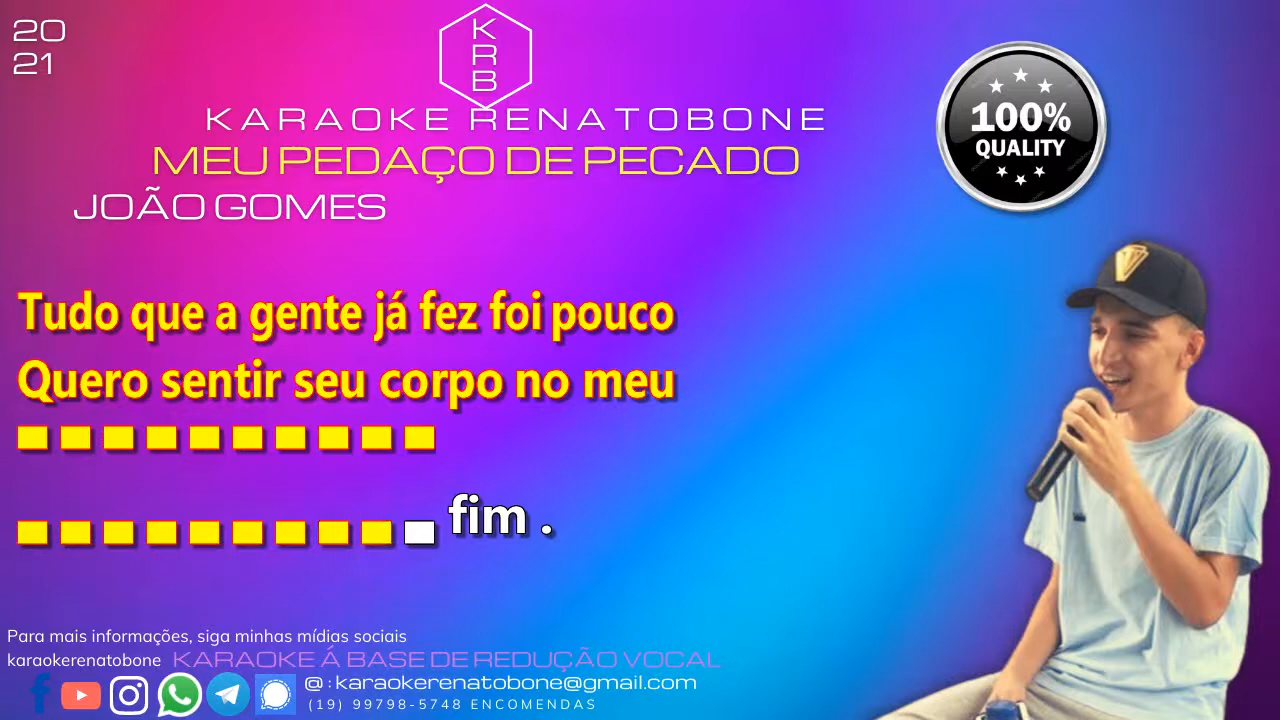 20
21
K
R
B
KARAOKE RENATOBONE
MEU PEDAÇO DE PECADO
JOÃO GOMES
100%
QUALITY
Tudo que a gente já fez foi pouco
Quero sentir seu corpo no meu
fim .
Para mais informações, siga minhas mídias sociais
karaokerenatobone KARAOKE Á BASE DE REDUÇÃO VOCAL
@:karaokerenatobone@gmail.com
(19) 99798-5748 ENCOMENDAS